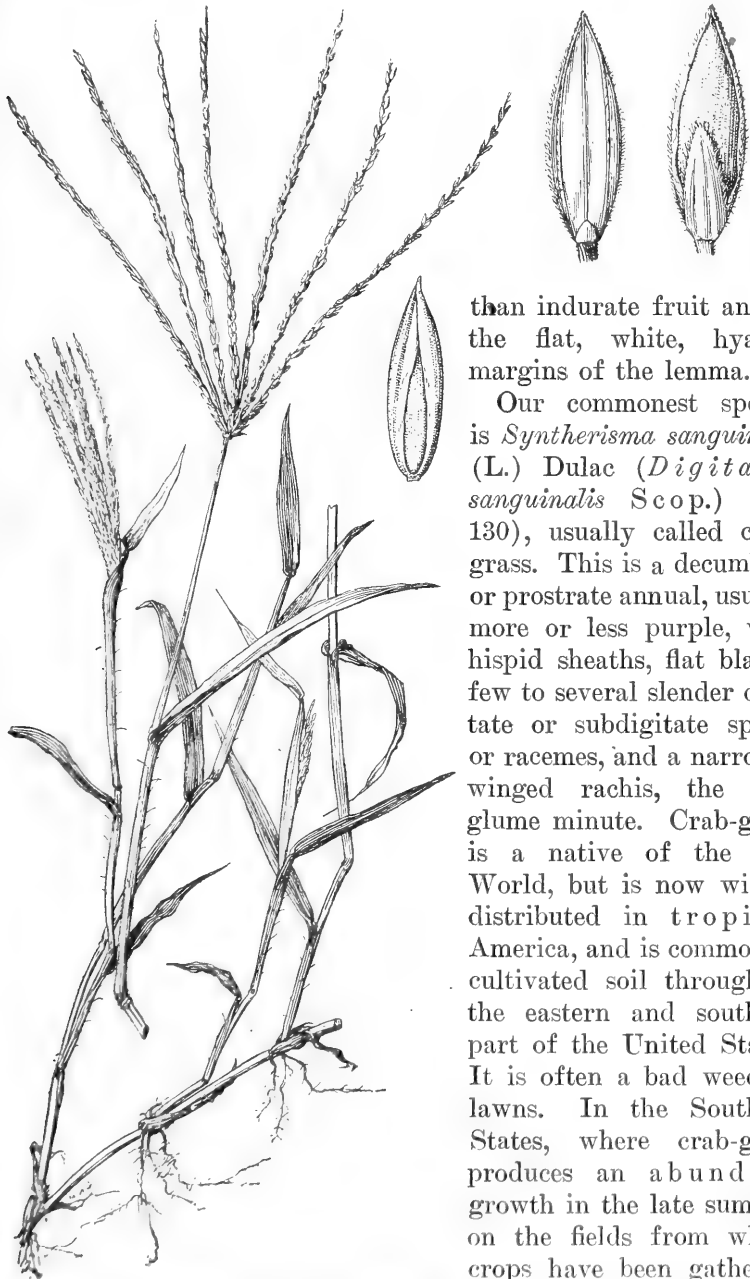 than indurate fruit an
the flat, white, hya
margins of the lemma.
Our commonest spe
is Syntherisma sanguin
(L.) Dulac (Digita
sanguinalis Scop.)
130), usually called c
grass. This is a decum
or prostrate annual, usu
more or less purple, v
hispid sheaths, flat bla
few to several slender d
tate or subdigitate sp
or racemes, and a narro
winged rachis, the
glume minute. Crab-g
is a native of the
World, but is now wi
distributed in tropi
America, and is commo
cultivated soil through
the eastern and south
part of the United Sta
It is often a bad weed
lawns. In the South
States, where crab-g
produces an abund
growth in the late sum
on the fields from wh
crops have been gathe